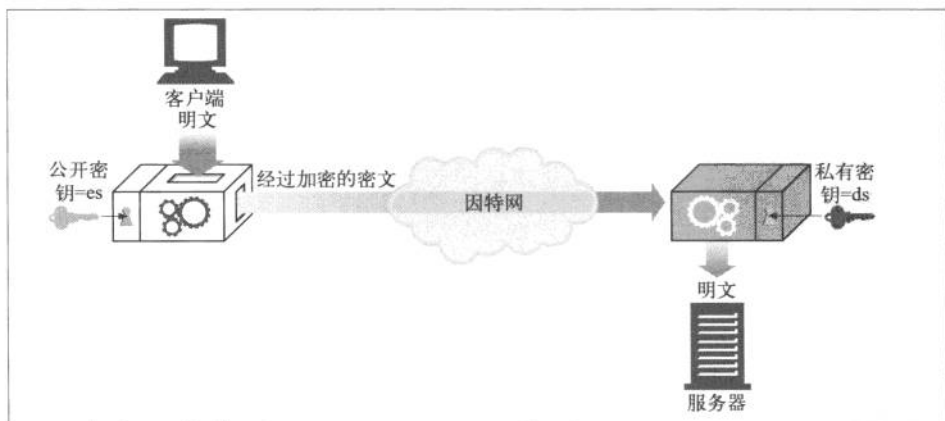 客户端
明文
公开密
钥=es
经过加密的密文
因特网
私有密
钥=ds
明文
服务器